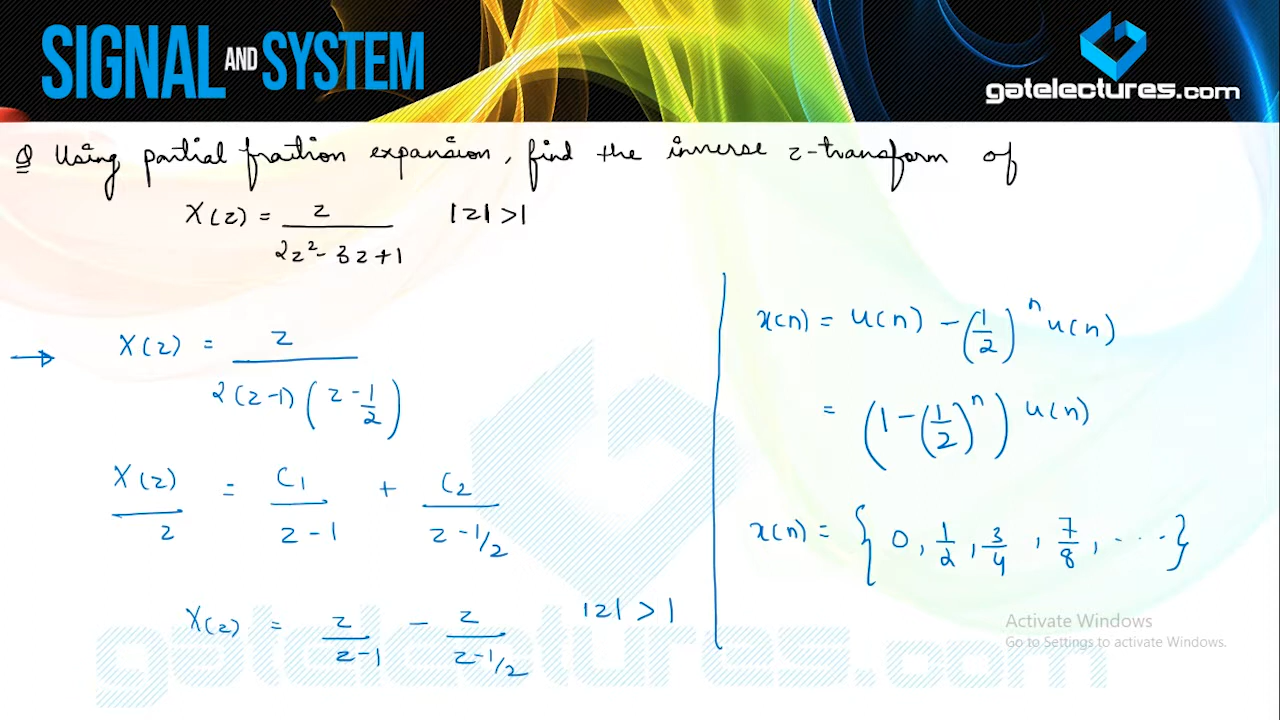 SIGNAL AND SYSTEM
gatelectures.com
Q Using partial fraction expansion, find the inverse z-transform of
X(z) = z / (2z² - 3z + 1) |z| > 1
→ X(z) = z / (2(z-1)(z - 1/2))
X(z)/z = C1/(z-1) + C2/(z-1/2)
X(z) = z/(z-1) - z/(z-1/2) |z| > 1
x(n) = u(n) - (1/2)^n u(n)
= (1 - (1/2)^n) u(n)
x(n) = { 0, 1/2, 3/4, 7/8, ... }
Activate Windows
Go to Settings to activate Windows.
gatelectures.com